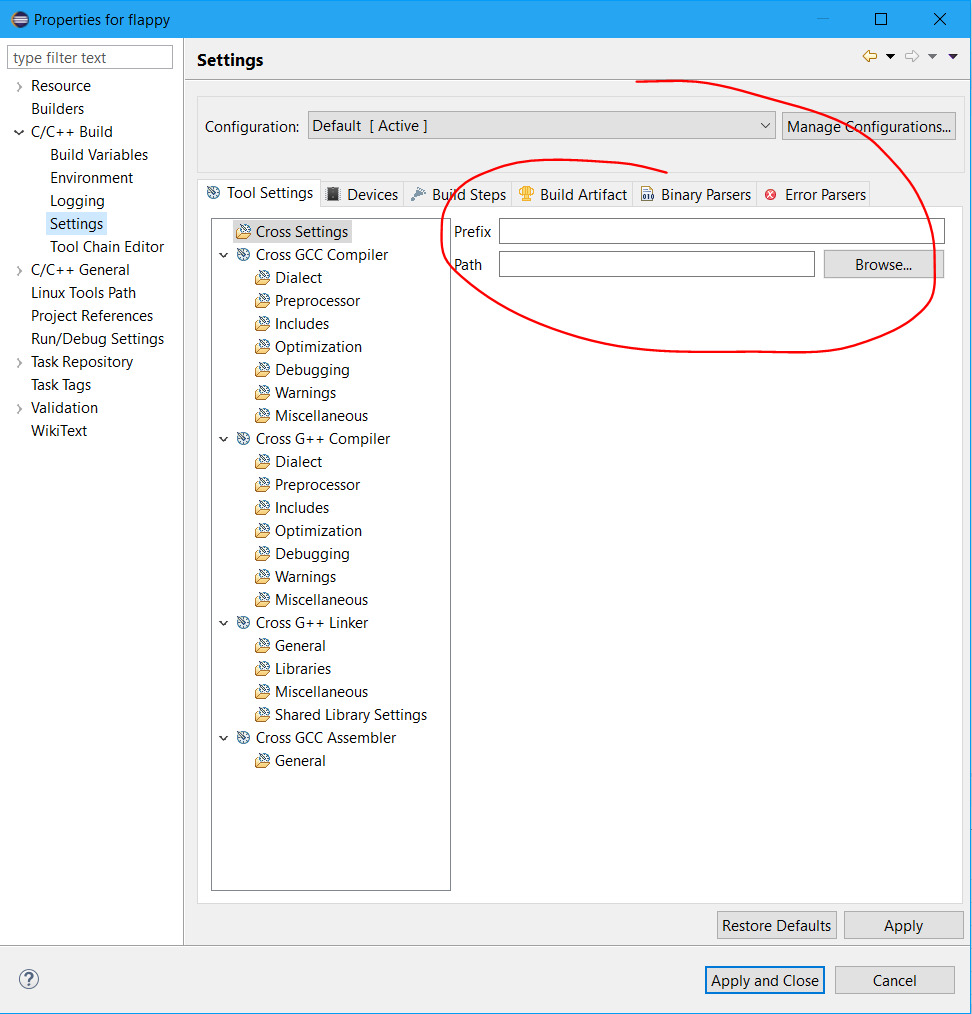 Properties for flappy
type filter text
Resource
Builders
C/C++ Build
Build Variables
Environment
Logging
Settings
Tool Chain Editor
C/C++ General
Linux Tools Path
Project References
Run/Debug Settings
Task Repository
Task Tags
Validation
WikiText
Settings
Configuration: Default [ Active ] Manage Configurations...
Tool Settings Devices Build Steps Build Artifact Binary Parsers Error Parsers
Cross Settings
Cross GCC Compiler
Dialect
Preprocessor
Includes
Optimization
Debugging
Warnings
Miscellaneous
Cross G++ Compiler
Dialect
Preprocessor
Includes
Optimization
Debugging
Warnings
Miscellaneous
Cross G++ Linker
General
Libraries
Miscellaneous
Shared Library Settings
Cross GCC Assembler
General
Prefix
Path Browse...
Restore Defaults Apply
? Apply and Close Cancel